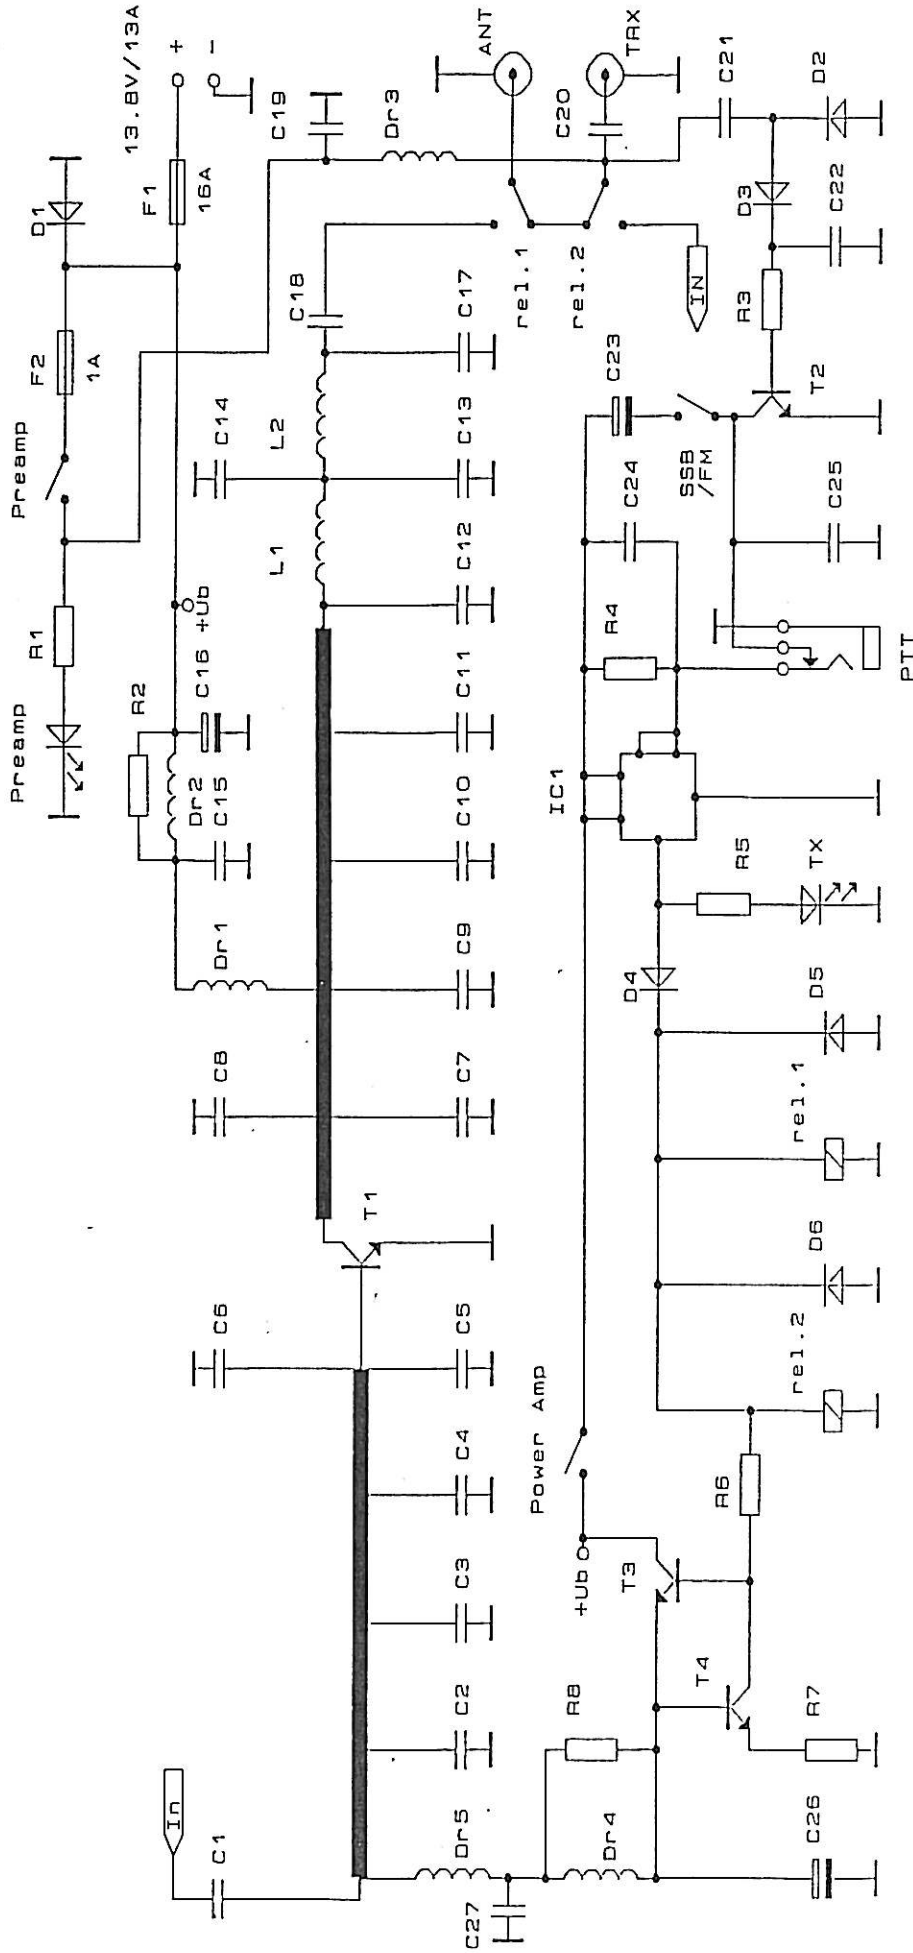 Preamp
R1
Preamp
F2
1A
D1
13.8V/13A
+
-
F1
16A
R2
Dr2
C16
+Ub
C15
Dr1
C19
Dr3
ANT
TRX
C20
C21
D2
D3
C22
R3
T2
rel.1
rel.2
IN
C18
C17
L2
C14
C13
L1
C12
C11
C10
C9
C8
C7
T1
C6
C5
C4
C3
C2
In
C1
Dr5
C27
Dr4
R8
C26
T4
R7
T3
+Ub
Power Amp
R6
rel.2
D6
rel.1
D5
D4
R5
TX
IC1
R4
C24
C23
SSB
/FM
C25
PTT